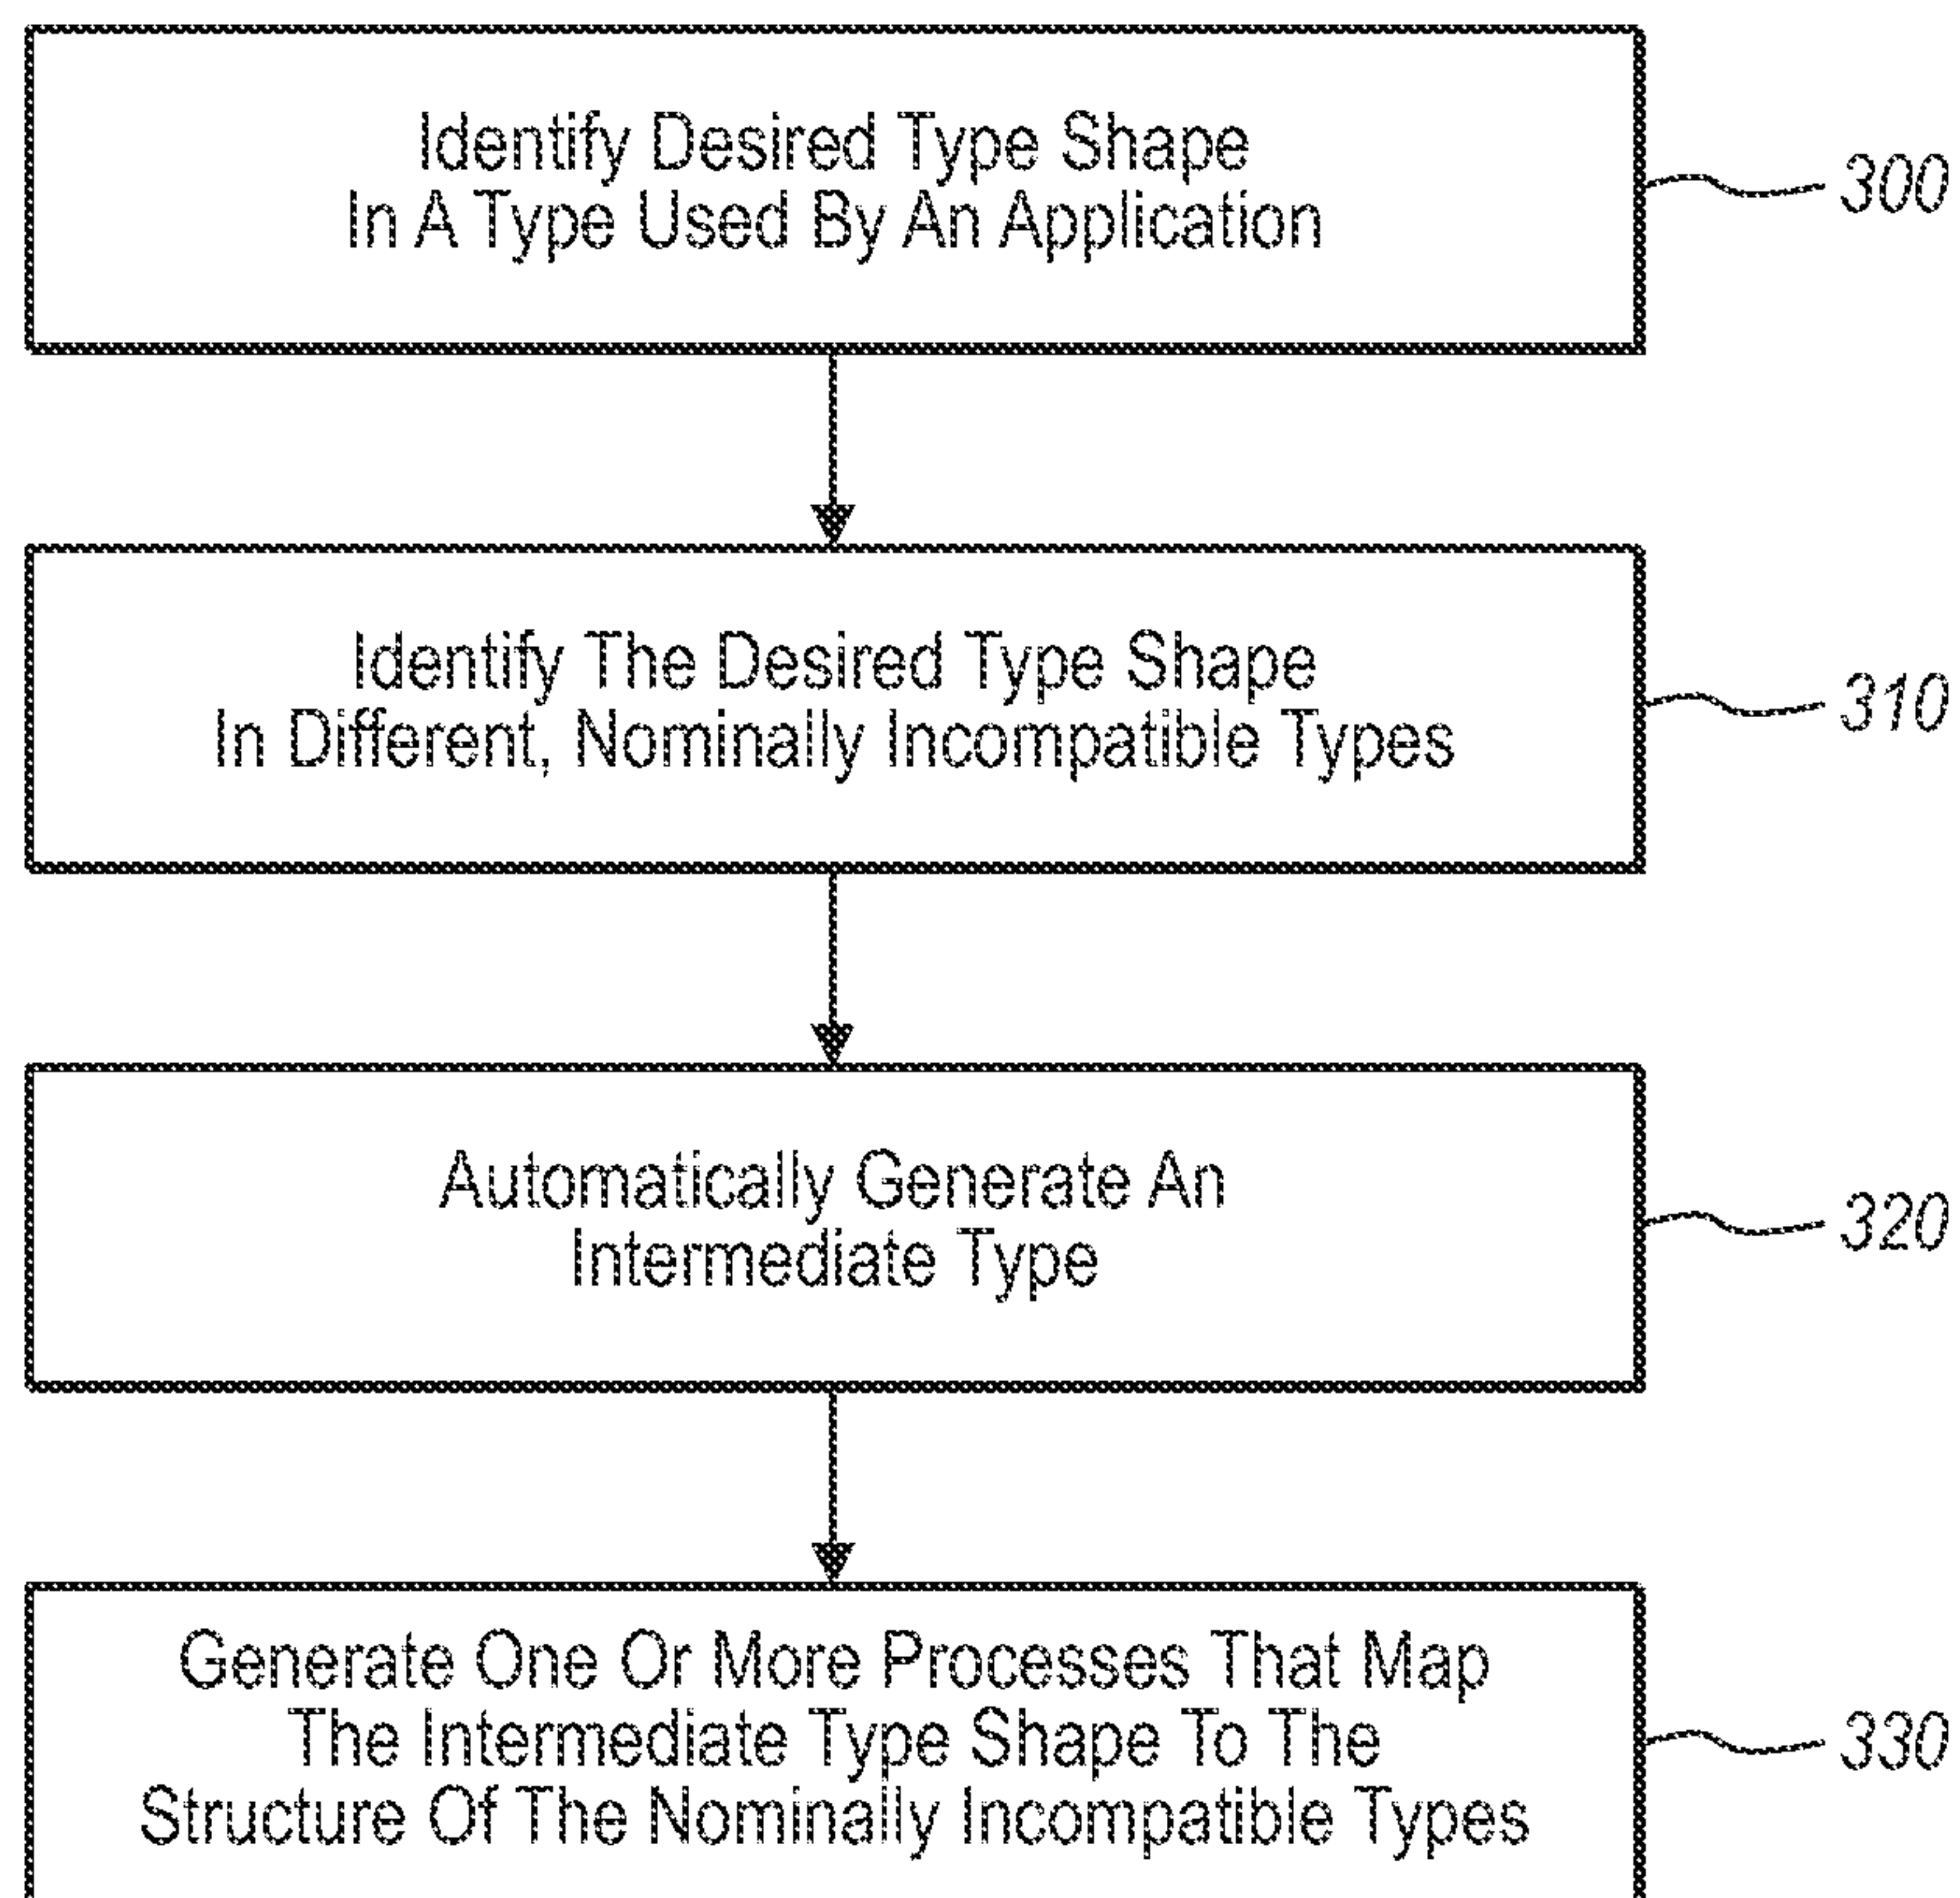 Identify Desired Type Shape
In A Type Used By An Application
300
Identify The Desired Type Shape
In Different, Nominally Incompatible Types
310
Automatically Generate An
Intermediate Type
320
Generate One Or More Processes That Map
The Intermediate Type Shape To The
Structure Of The Nominally Incompatible Types
330